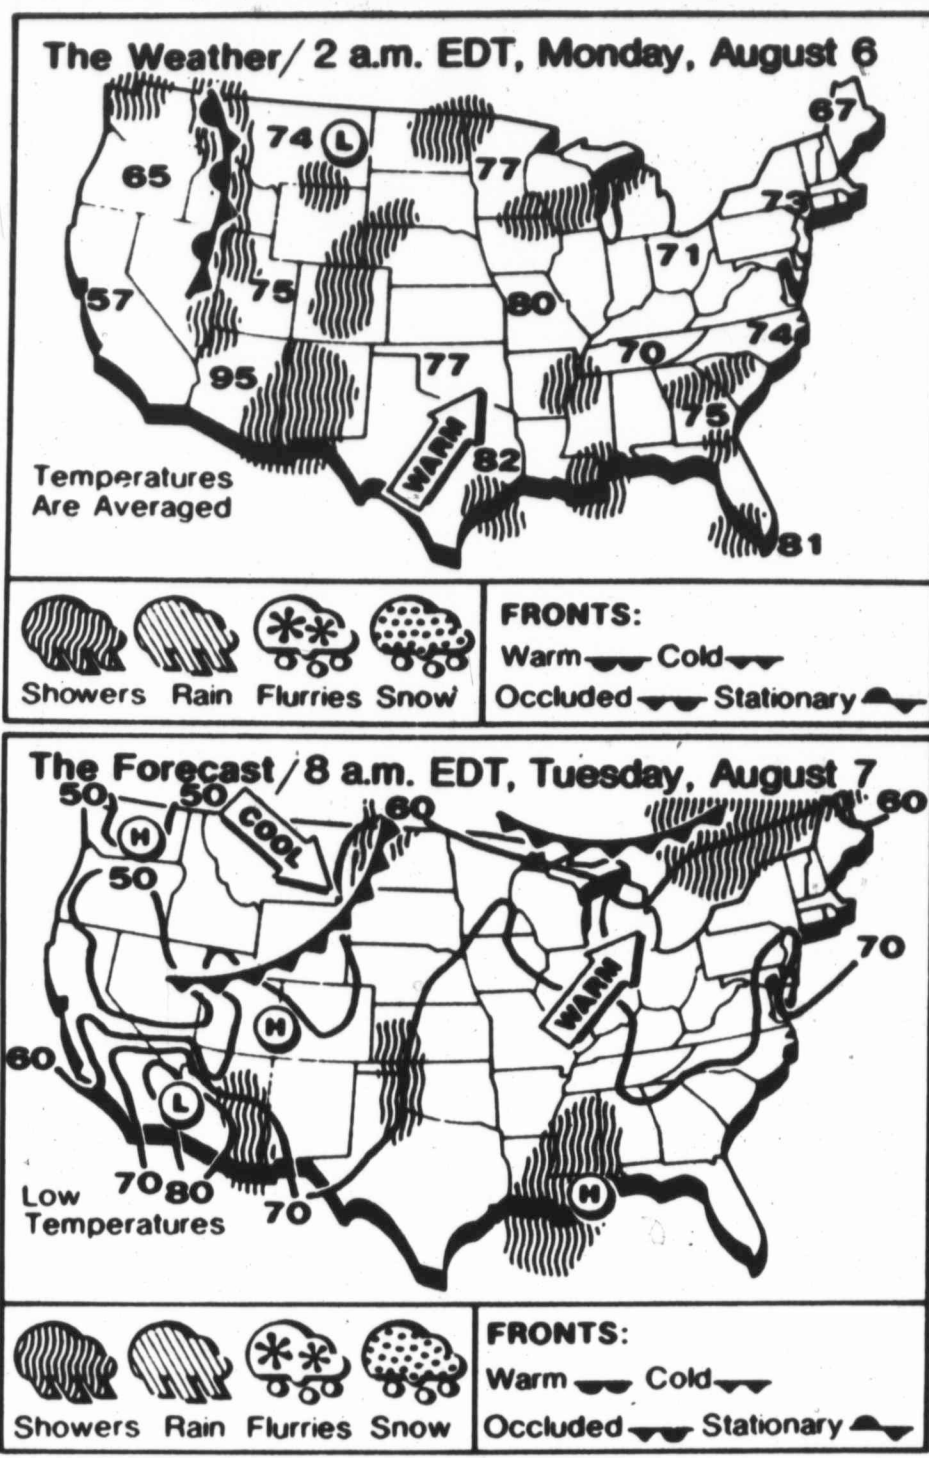 The Weather/ 2 a.m. EDT, Monday, August 6
67
74 L
77
65
73
71
75
57
80
74
70
77
95
75
WARM
82
Temperatures
Are Averaged
81
FRONTS:
Warm Cold
Showers Rain Flurries Snow
Occluded Stationary
The Forecast/8 a.m. EDT, Tuesday, August 7
50 50 60 60
COOL
H
50
70
WARM
H
60
L
70 80 70
H
Low
Temperatures
FRONTS:
Warm Cold
Showers Rain Flurries Snow
Occluded Stationary